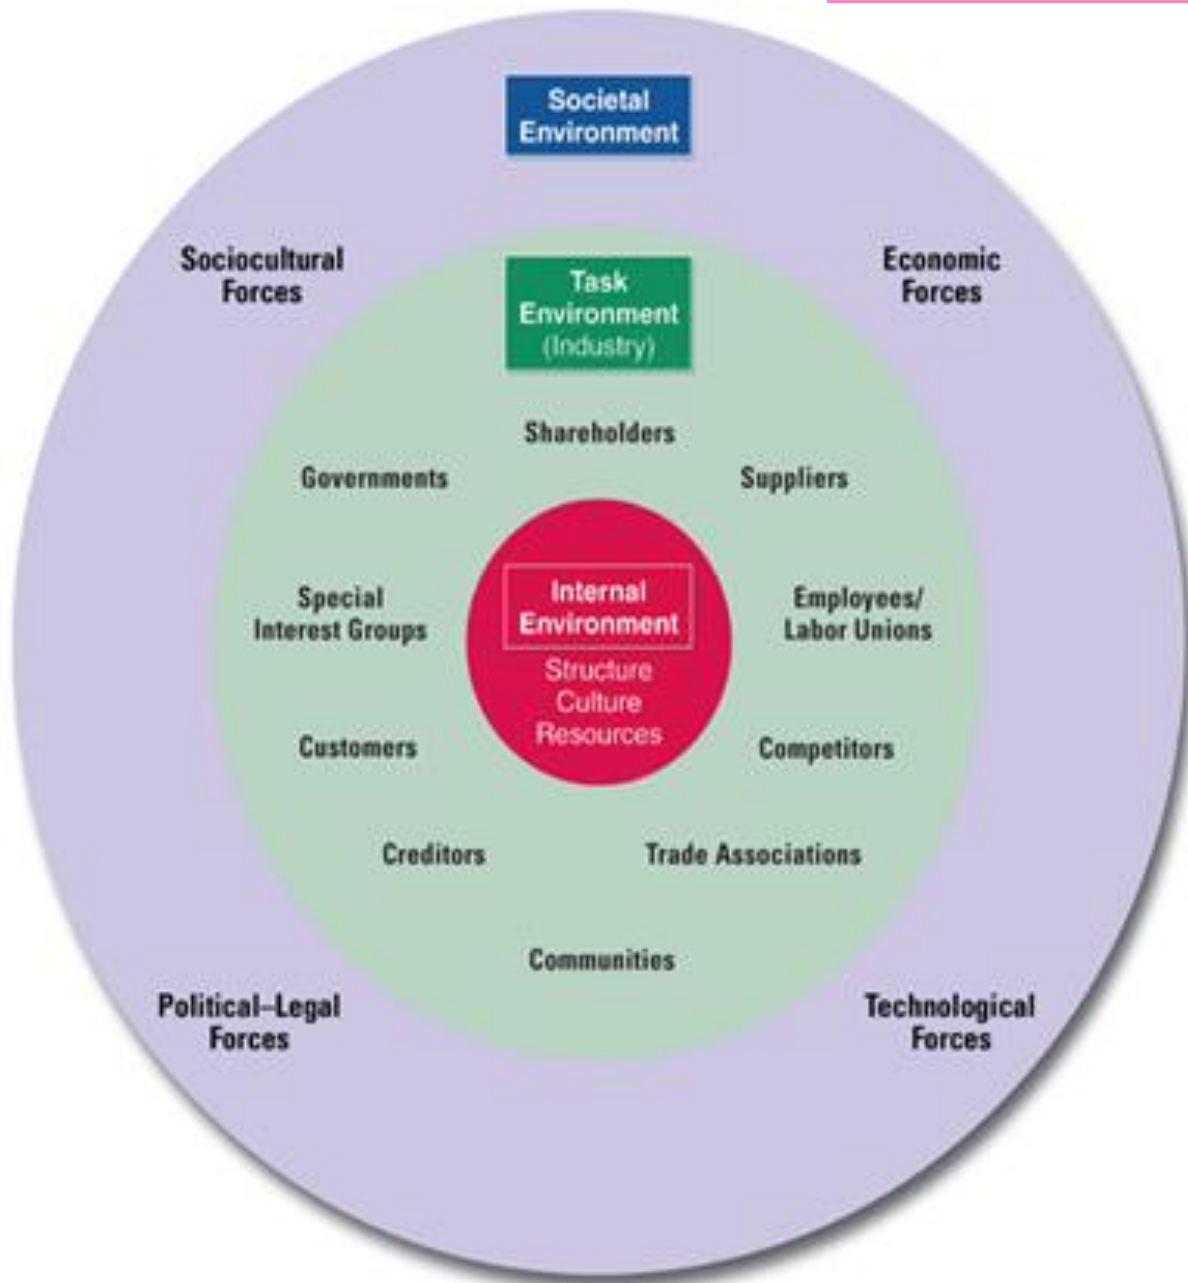 Societal
Environment
Sociocultural
Forces
Economic
Forces
Task
Environment
(Industry)
Shareholders
Governments
Suppliers
Special
Interest Groups
Internal
Environment
Structure
Culture
Resources
Employees/
Labor Unions
Customers
Competitors
Creditors
Trade Associations
Communities
Political–Legal
Forces
Technological
Forces